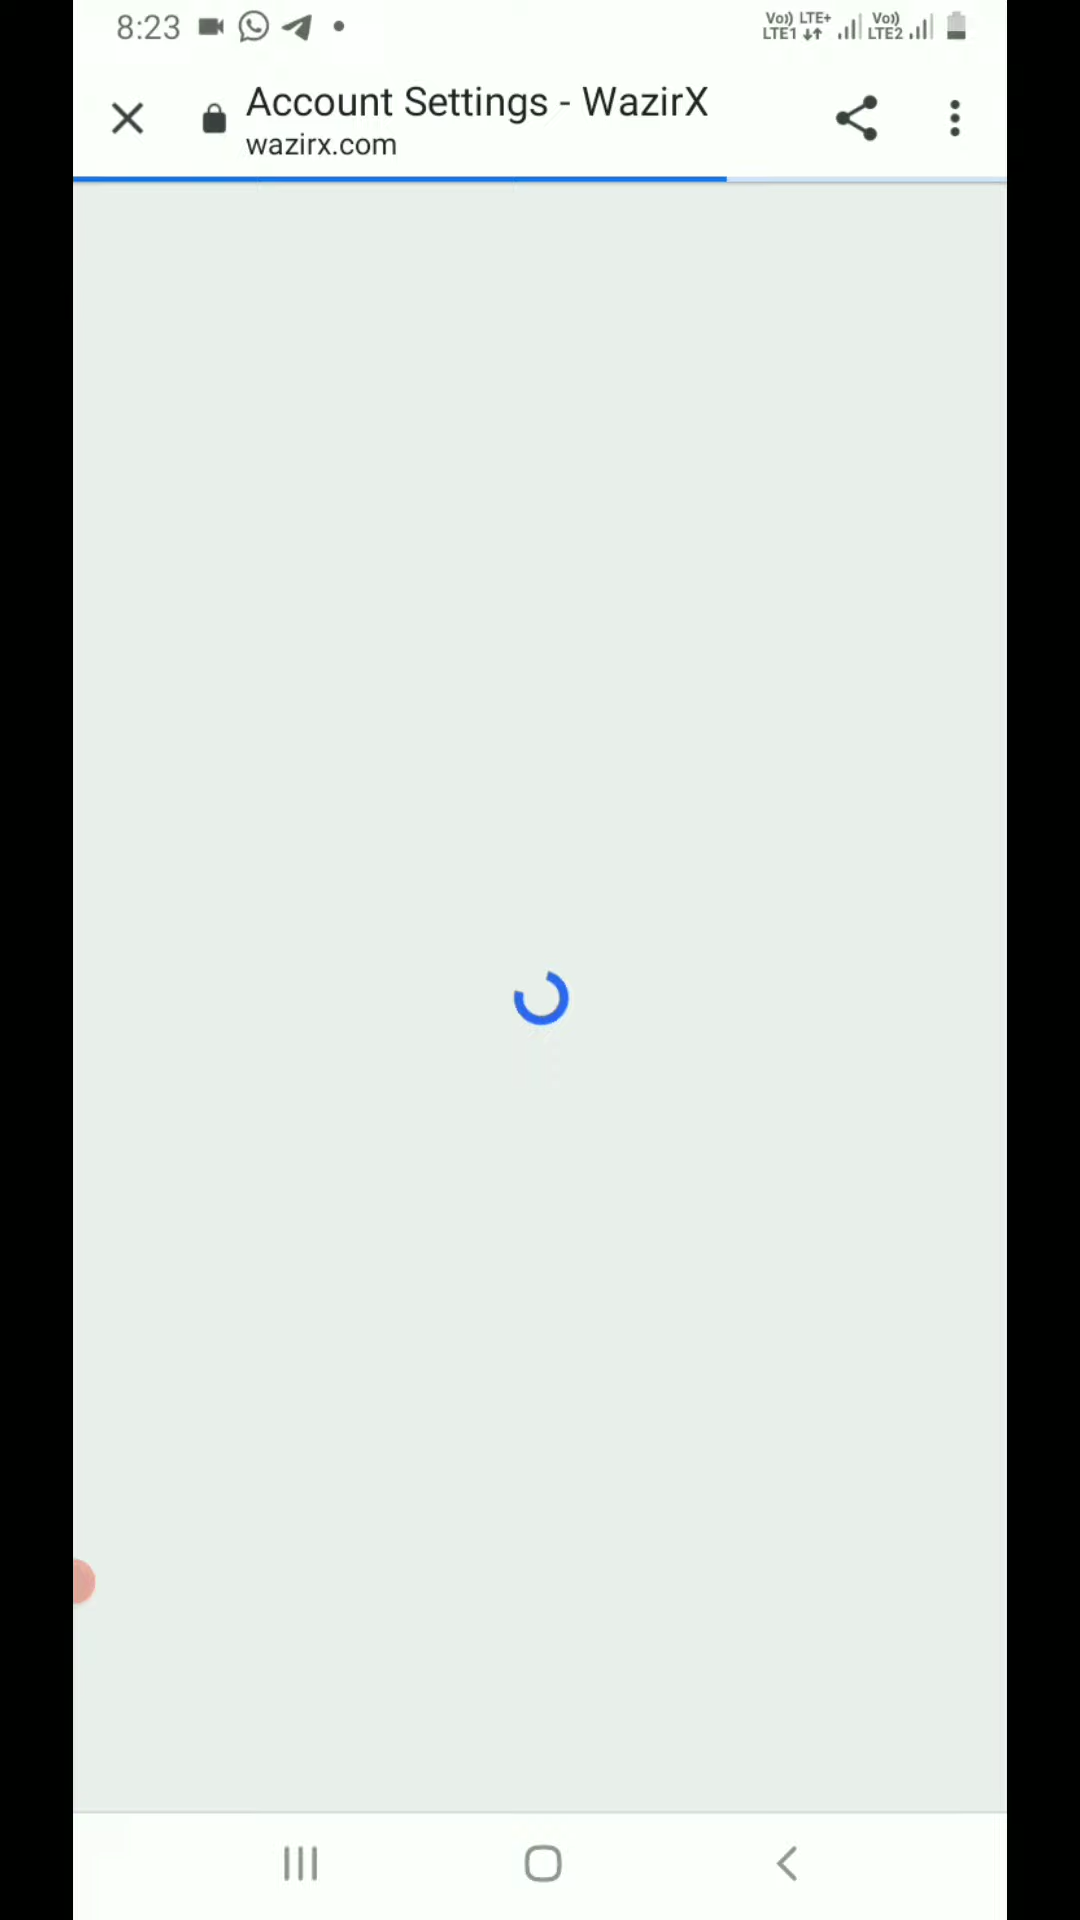 8:23
Vo)) LTE+ Vo))
LTE1 LTE2
Account Settings - WazirX
wazirx.com